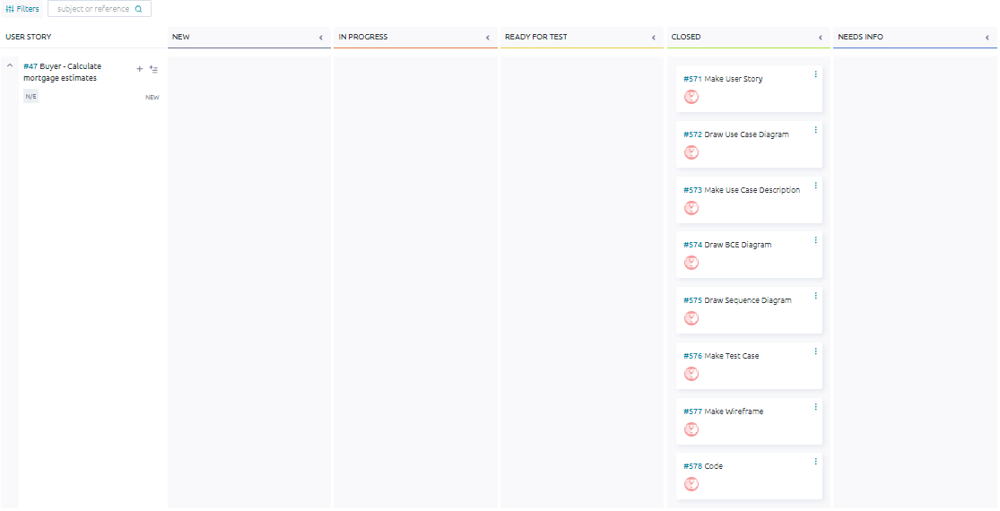 Filters
subject or reference
USER STORY
NEW
IN PROGRESS
READY FOR TEST
CLOSED
NEEDS INFO
#47 Buyer - Calculate
mortgage estimates
N/E
NEW
#571 Make User Story
#572 Draw Use Case Diagram
#573 Make Use Case Description
#574 Draw BCE Diagram
#575 Draw Sequence Diagram
#576 Make Test Case
#577 Make Wireframe
#578 Code